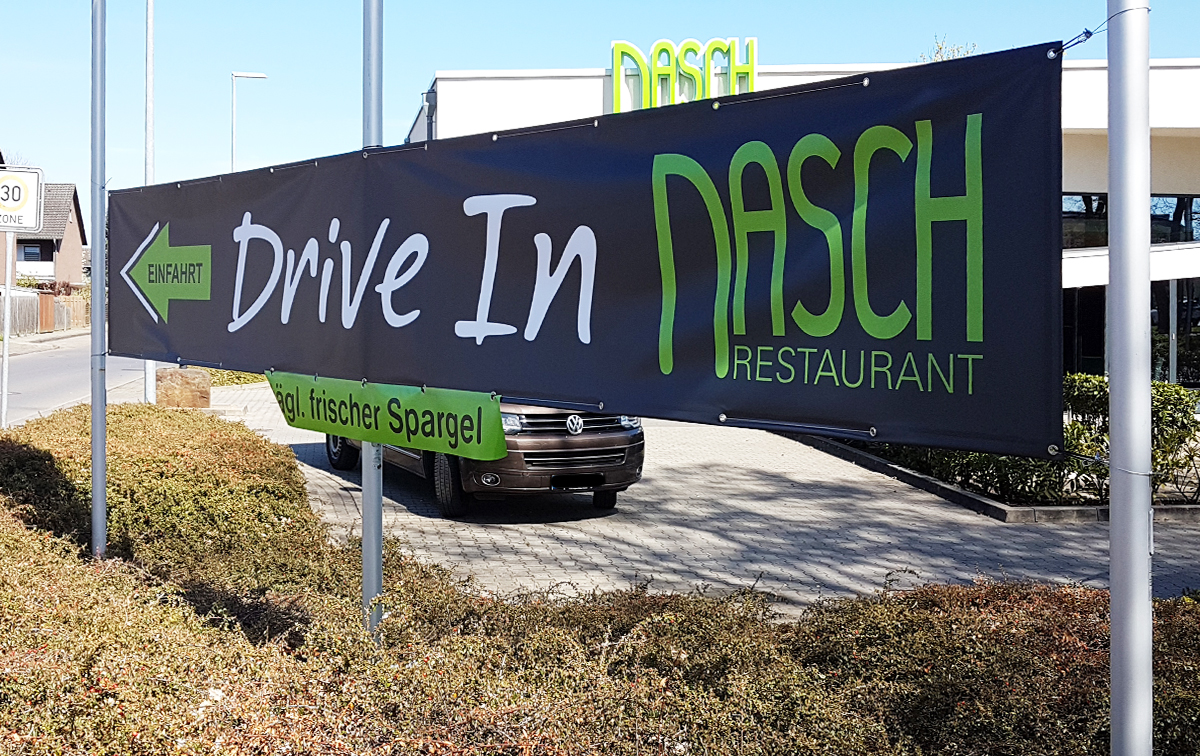 NASCH
30
ZONE
EINFAHRT
Drive In
NASCH
RESTAURANT
ägl. frischer Spargel